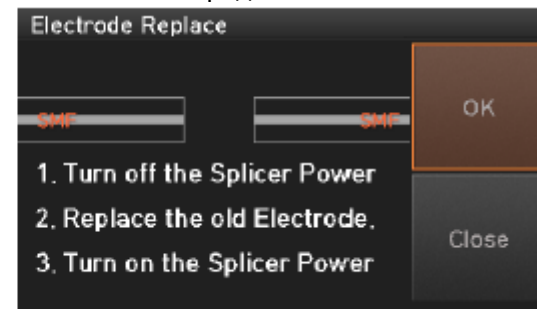 Electrode Replace
SMF SMF
OK
1. Turn off the Splicer Power
2. Replace the old Electrode.
3. Turn on the Splicer Power
Close